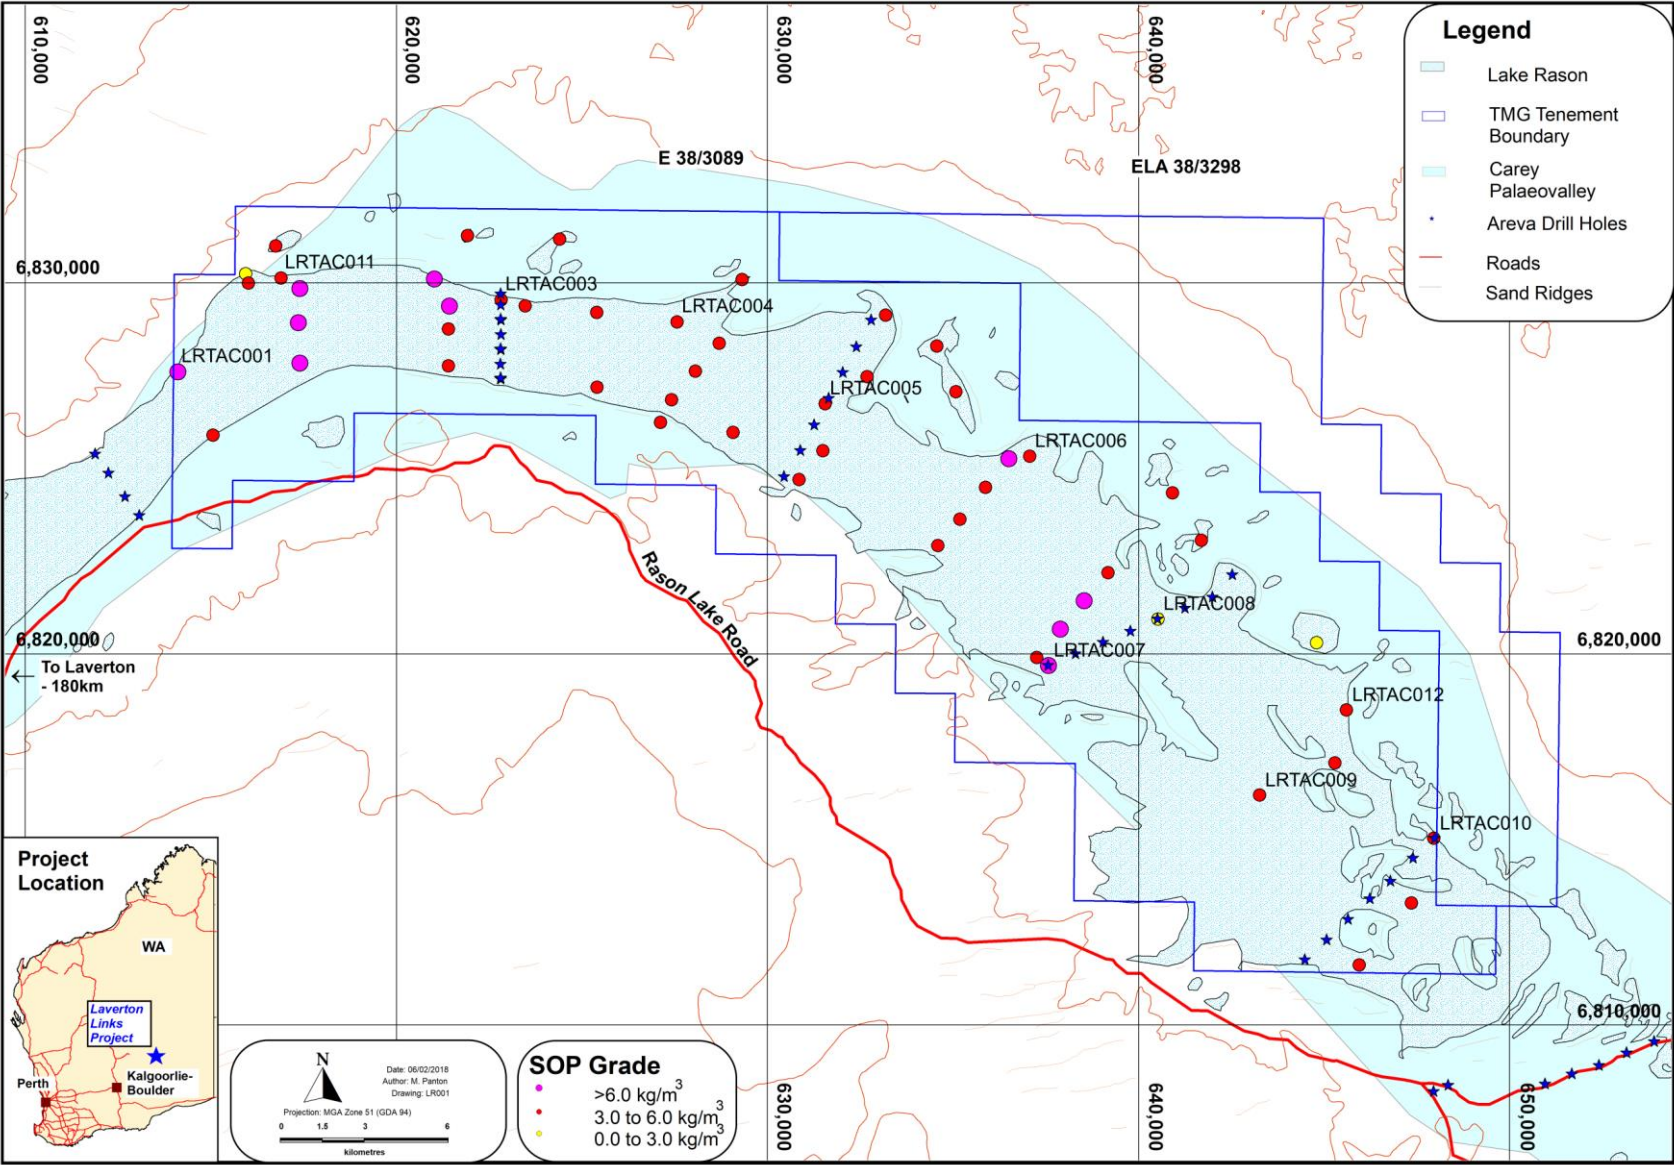 610,000
620,000
630,000
640,000
Legend
Lake Rason
TMG Tenement
Boundary
Carey
Palaeovalley
Areva Drill Holes
Roads
Sand Ridges
E 38/3089
ELA 38/3298
6,830,000
LRTAC011
LRTAC003
LRTAC004
LRTAC001
LRTAC005
LRTAC006
Rason Lake Road
LRTAC008
6,820,000
6,820,000
LRTAC007
To Laverton
- 180km
LRTAC012
LRTAC009
LRTAC010
Project
Location
WA
Laverton
Links
Project
Perth
Kalgoorlie-
Boulder
6,810,000
N
Date: 06/02/2018
Author: M. Panton
Drawing: LR001
Projection: MGA Zone 51 (GDA 94)
0 1.5 3 6
kilometres
SOP Grade
>6.0 kg/m³
3.0 to 6.0 kg/m³
0.0 to 3.0 kg/m³
630,000
640,000
650,000